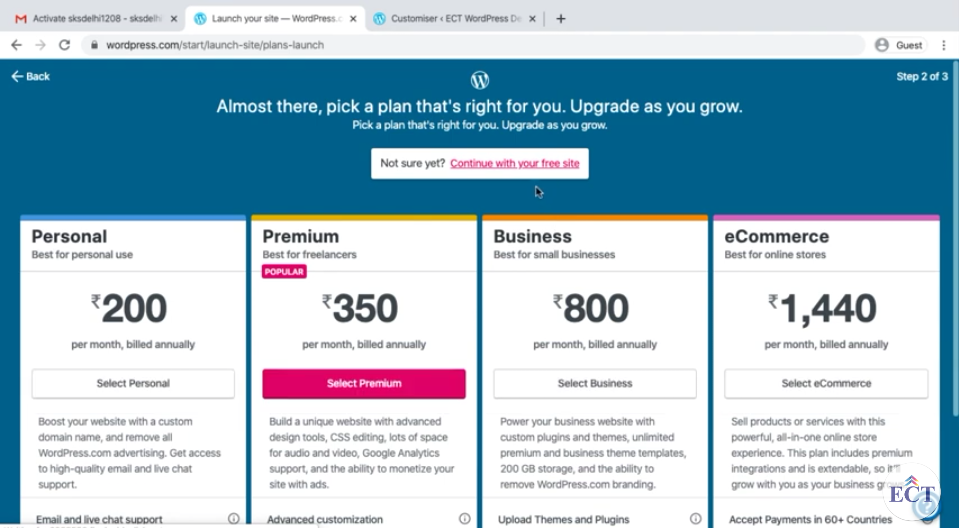 Activate sksdelhi1208 - sksdelhi
Launch your site — WordPress.c
Customiser ‹ ECT WordPress De
wordpress.com/start/launch-site/plans-launch
Guest
Back
Step 2 of 3
Almost there, pick a plan that's right for you. Upgrade as you grow.
Pick a plan that's right for you. Upgrade as you grow.
Not sure yet? Continue with your free site
Personal
Best for personal use
₹200
per month, billed annually
Select Personal
Boost your website with a custom
domain name, and remove all
WordPress.com advertising. Get access
to high-quality email and live chat
support.
Email and live chat support
Premium
Best for freelancers
POPULAR
₹350
per month, billed annually
Select Premium
Build a unique website with advanced
design tools, CSS editing, lots of space
for audio and video, Google Analytics
support, and the ability to monetize your
site with ads.
Advanced customization
Business
Best for small businesses
₹800
per month, billed annually
Select Business
Power your business website with
custom plugins and themes, unlimited
premium and business theme templates,
200 GB storage, and the ability to
remove WordPress.com branding.
Upload Themes and Plugins
eCommerce
Best for online stores
₹1,440
per month, billed annually
Select eCommerce
Sell products or services with this
powerful, all-in-one online store
experience. This plan includes premium
integrations and is extendable, so it'll
grow with you as your business
Accept Payments in 60+ Countries
ECT